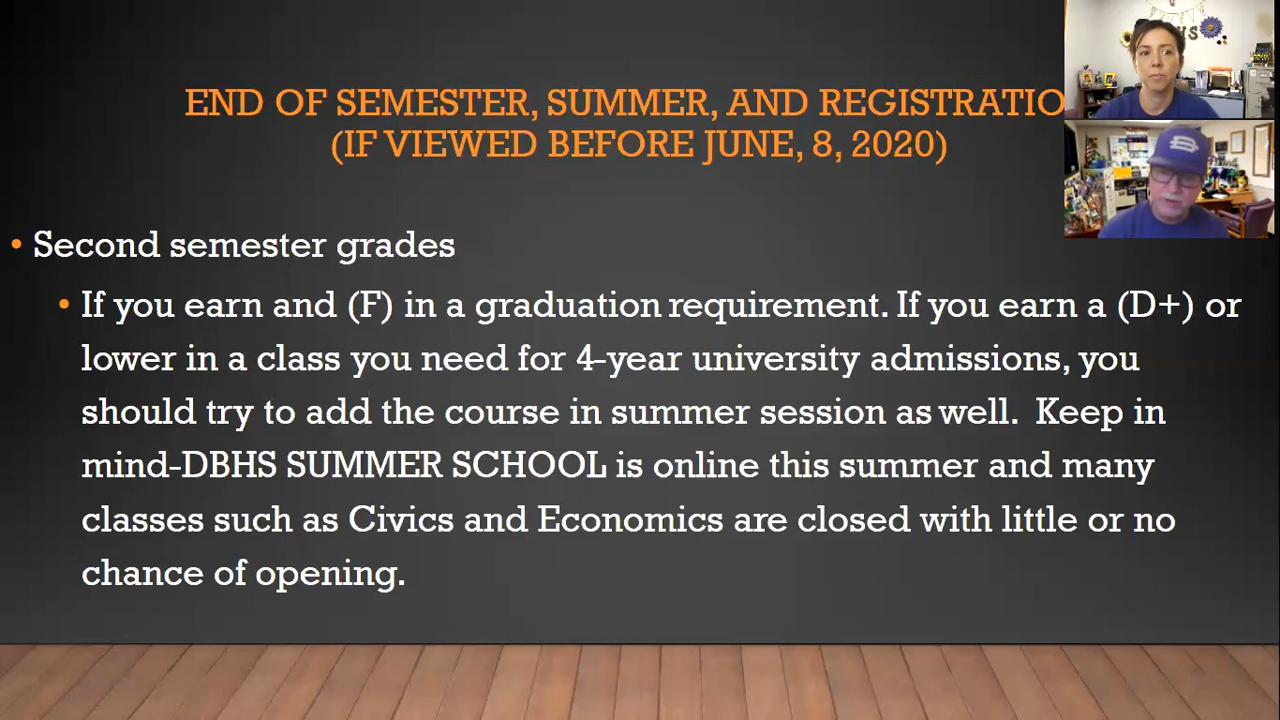 END OF SEMESTER, SUMMER, AND REGISTRATIO
(IF VIEWED BEFORE JUNE, 8, 2020)
• Second semester grades
• If you earn and (F) in a graduation requirement. If you earn a (D+) or
lower in a class you need for 4-year university admissions, you
should try to add the course in summer session as well. Keep in
mind-DBHS SUMMER SCHOOL is online this summer and many
classes such as Civics and Economics are closed with little or no
chance of opening.